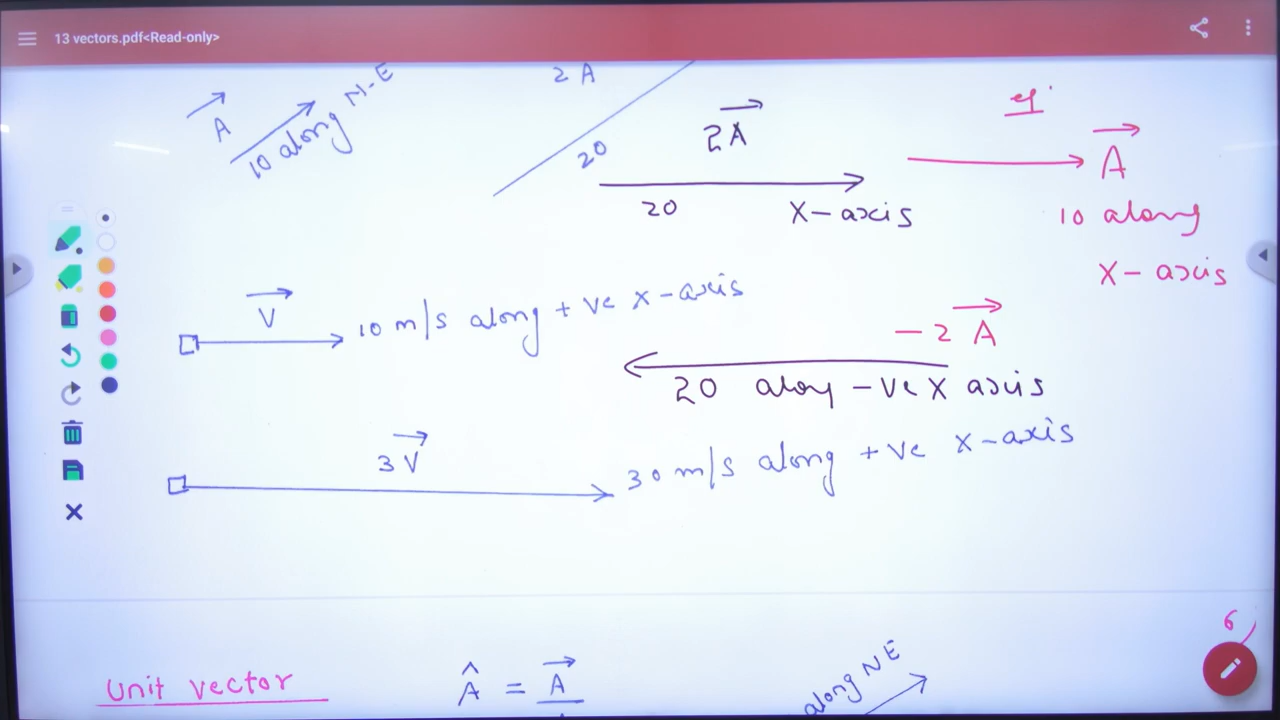 13 vectors.pdf<Read-only>
A
10 along N-E
2A
20
2A
20 X-axis
eg.
A
10 along
X-axis
V
10 m/s along +ve X-axis
-2 A
20 along -ve X axis
3V
30 m/s along +ve X-axis
Unit vector
Â = A
along NE
6